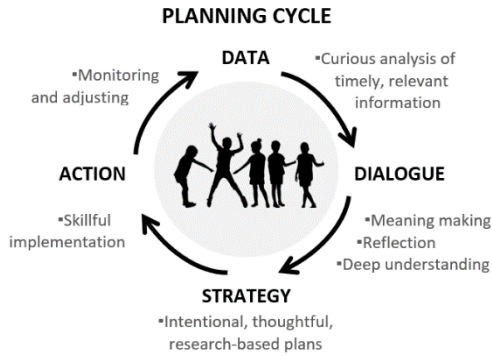 PLANNING CYCLE
DATA
▪Curious analysis of
timely, relevant
information
DIALOGUE
▪Meaning making
▪Reflection
▪Deep understanding
STRATEGY
▪Intentional, thoughtful,
research-based plans
ACTION
▪Skillful
implementation
▪Monitoring
and adjusting